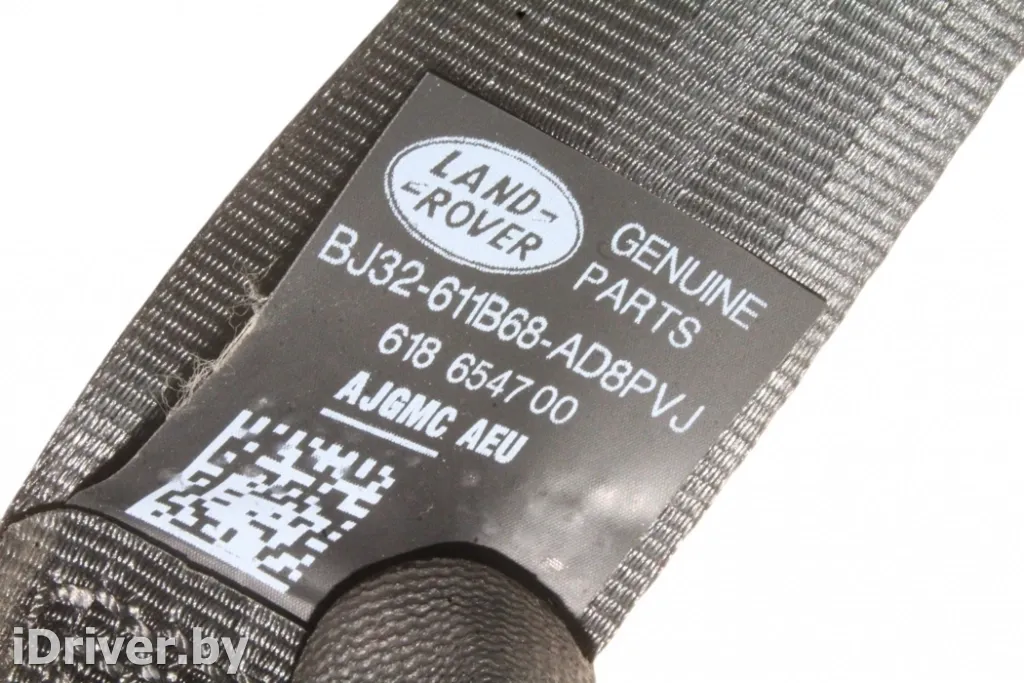 LAND-
-ROVER
GENUINE
PARTS
BJ32-611B68-AD8PVJ
618 654700
AJGMC AEU
iDriver.by